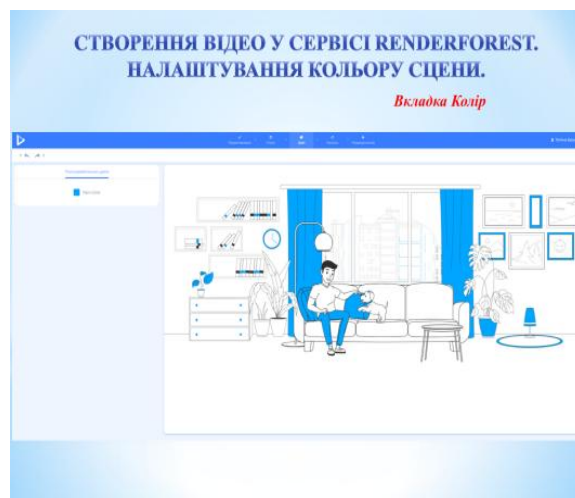 СТВОРЕННЯ ВІДЕО У СЕРВІСІ RENDERFOREST.
НАЛАШТУВАННЯ КОЛЬОРУ СЦЕНИ.
Вкладка Колір